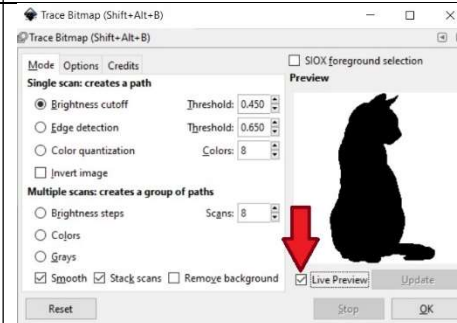 Trace Bitmap (Shift+Alt+B)
Trace Bitmap (Shift+Alt+B)
Mode Options Credits
Single scan: creates a path
Brightness cutoff Threshold: 0.450
Edge detection Threshold: 0.650
Color quantization Colors: 8
Invert image
Multiple scans: creates a group of paths
Brightness steps Scans: 8
Colors
Grays
Smooth Stack scans Remove background
SIOX foreground selection
Preview
Live Preview Update
Reset Stop OK